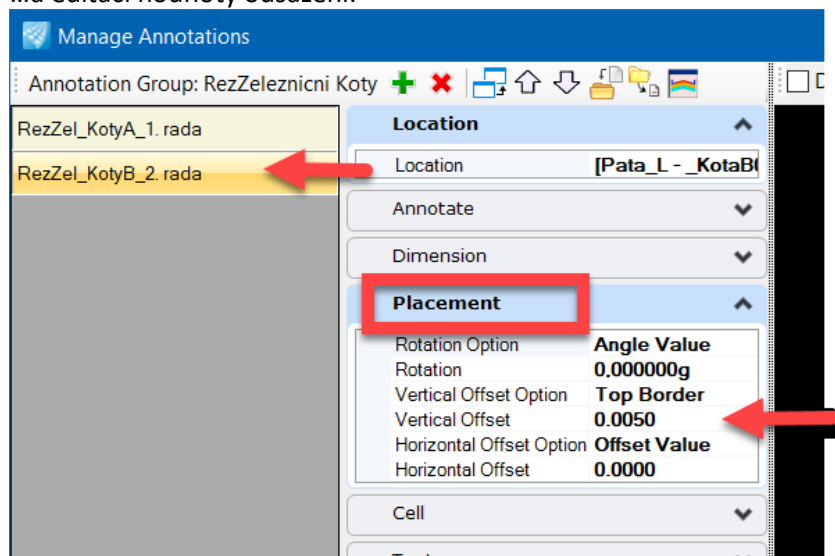 Manage Annotations
Annotation Group: RezZeleznicni Koty
RezZel_KotyA_1. rada
RezZel_KotyB_2. rada
Location
Location [Pata_L - _KotaB(
Annotate
Dimension
Placement
Rotation Option Angle Value
Rotation 0,000000g
Vertical Offset Option Top Border
Vertical Offset 0.0050
Horizontal Offset Option Offset Value
Horizontal Offset 0.0000
Cell